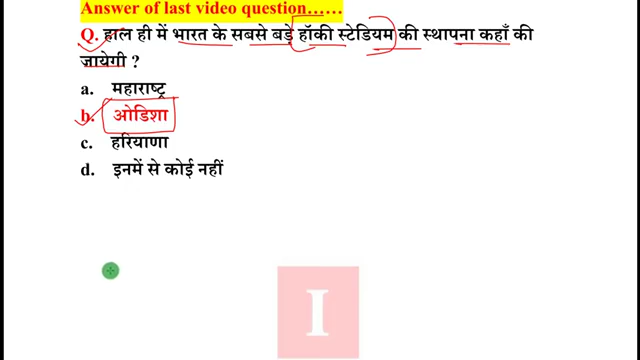 Answer of last video question......
Q. हाल ही में भारत के सबसे बड़े हॉकी स्टेडियम की स्थापना कहाँ की
जायेगी ?
a. महाराष्ट्र
b. ओडिशा
c. हरियाणा
d. इनमें से कोई नहीं
I